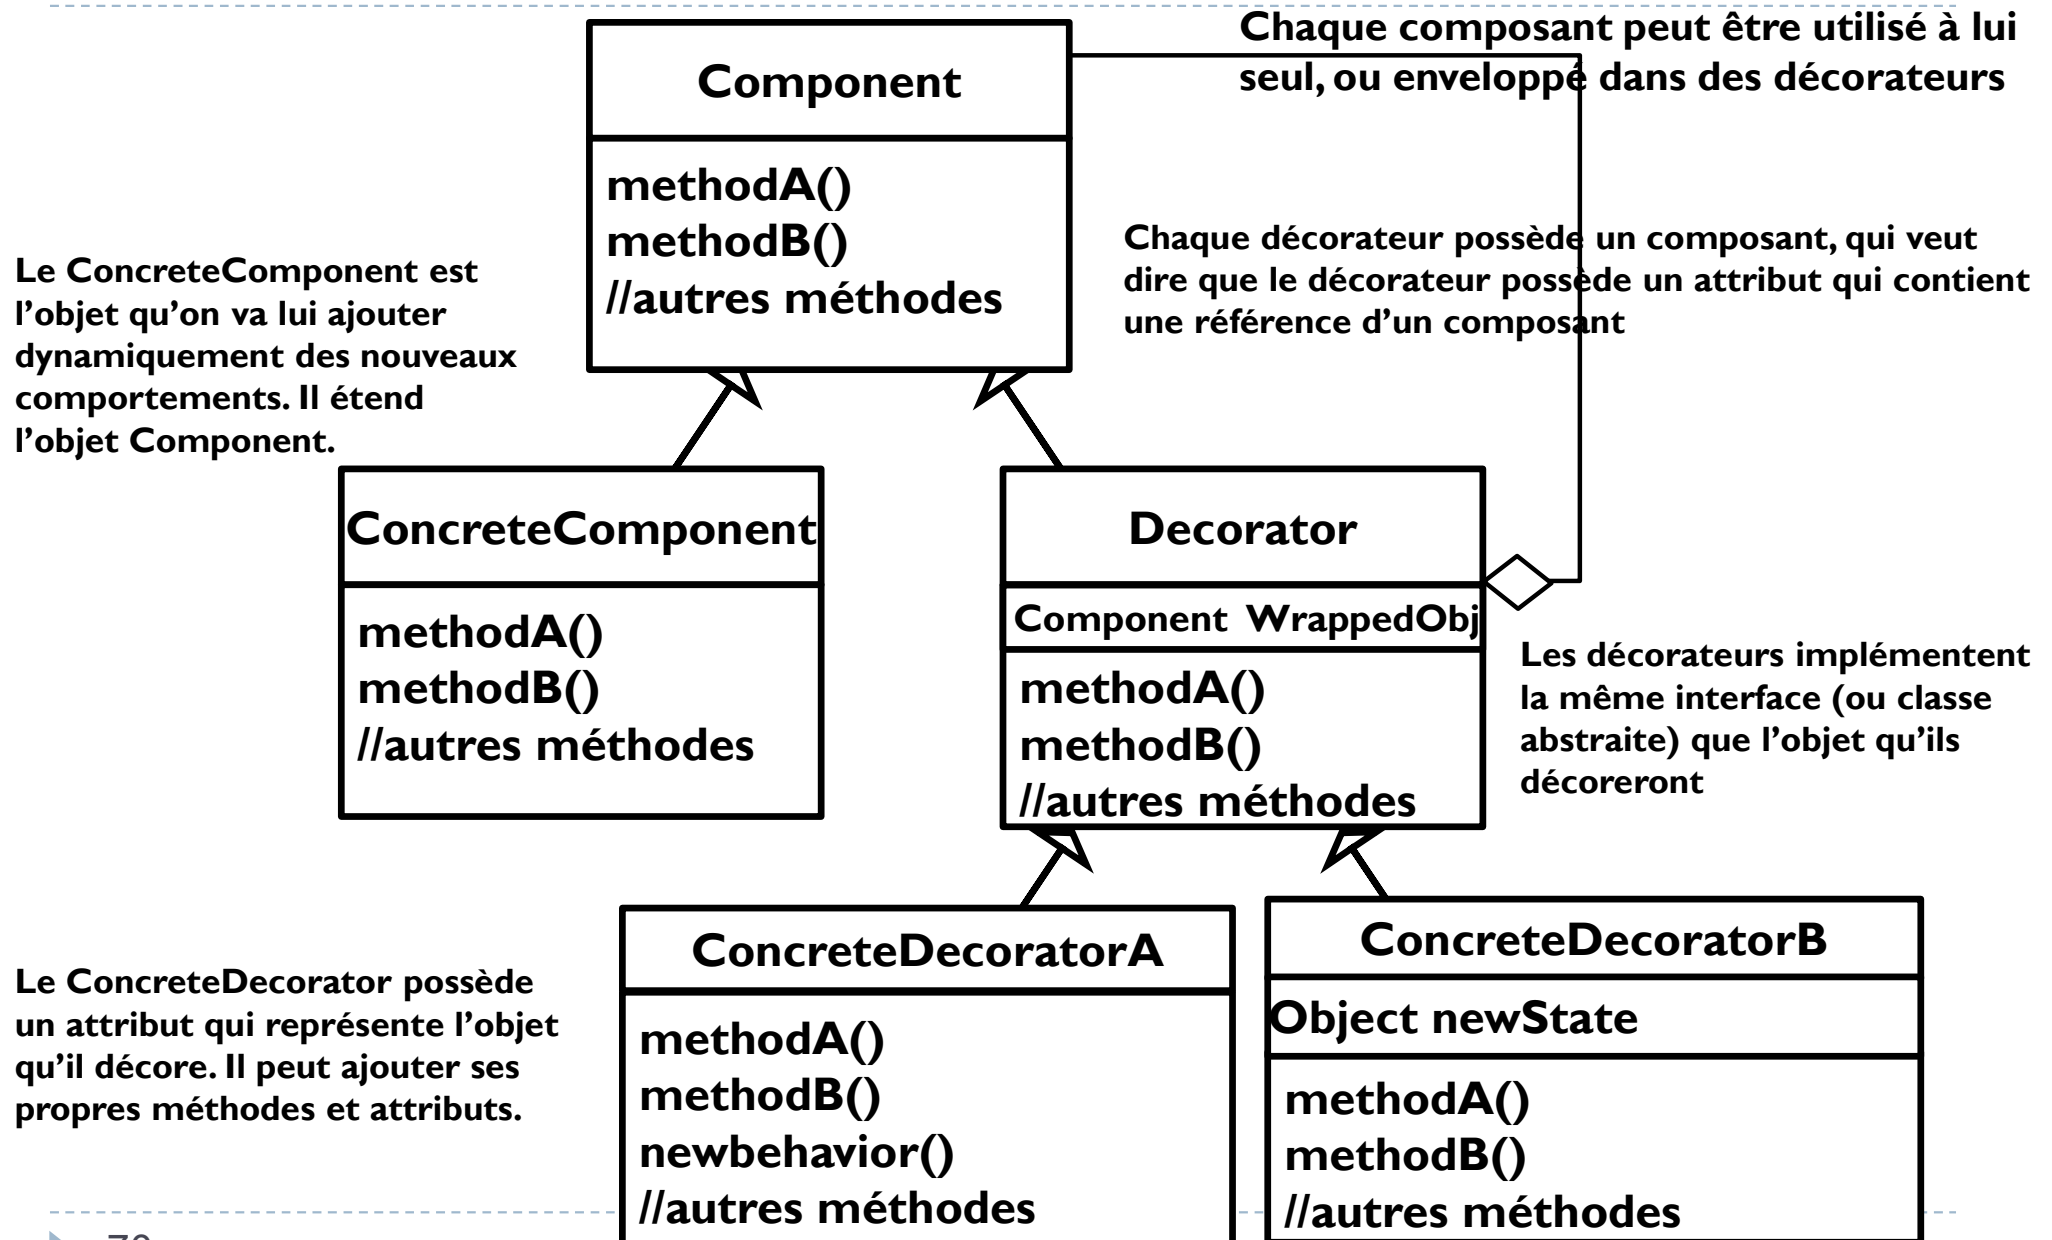 Chaque composant peut être utilisé à lui
seul, ou enveloppé dans des décorateurs
Component
methodA()
methodB()
//autres méthodes
Chaque décorateur possède un composant, qui veut
dire que le décorateur possède un attribut qui contient
une référence d’un composant
Le ConcreteComponent est
l’objet qu’on va lui ajouter
dynamiquement des nouveaux
comportements. Il étend
l’objet Component.
ConcreteComponent
methodA()
methodB()
//autres méthodes
Decorator
Component WrappedObj
methodA()
methodB()
//autres méthodes
Les décorateurs implémentent
la même interface (ou classe
abstraite) que l’objet qu’ils
décoreront
Le ConcreteDecorator possède
un attribut qui représente l’objet
qu’il décore. Il peut ajouter ses
propres méthodes et attributs.
ConcreteDecoratorA
methodA()
methodB()
newbehavior()
//autres méthodes
ConcreteDecoratorB
Object newState
methodA()
methodB()
//autres méthodes